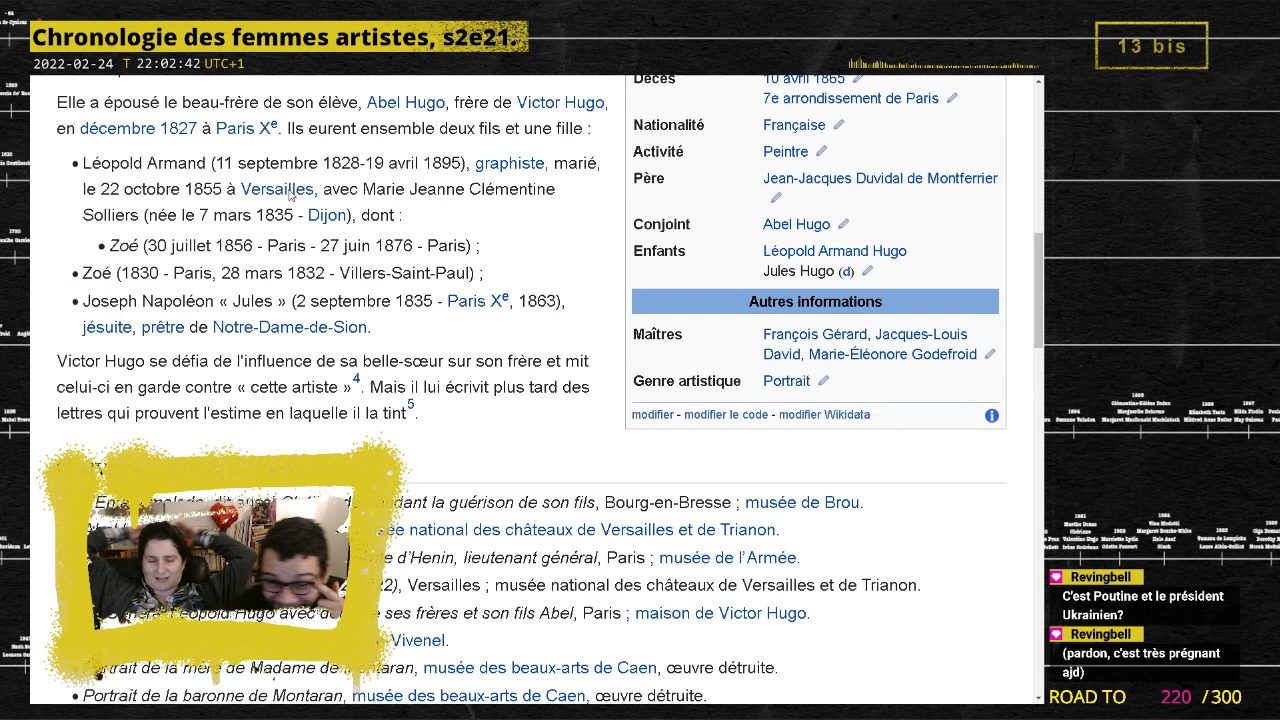 Chronologie des femmes artistes, s2e21.
2022-02-24 T 22:02:42 UTC+1
13 bis
Elle a épousé le beau-frère de son élève, Abel Hugo, frère de Victor Hugo,
en décembre 1827 à Paris Xe. Ils eurent ensemble deux fils et une fille :
• Léopold Armand (11 septembre 1828-19 avril 1895), graphiste, marié,
le 22 octobre 1855 à Versailles, avec Marie Jeanne Clémentine
Solliers (née le 7 mars 1835 - Dijon), dont :
• Zoé (30 juillet 1856 - Paris - 27 juin 1876 - Paris) ;
• Zoé (1830 - Paris, 28 mars 1832 - Villers-Saint-Paul) ;
• Joseph Napoléon « Jules » (2 septembre 1835 - Paris Xe, 1863),
jésuite, prêtre de Notre-Dame-de-Sion.
Victor Hugo se défia de l'influence de sa belle-sœur sur son frère et mit
celui-ci en garde contre « cette artiste »4. Mais il lui écrivit plus tard des
lettres qui prouvent l'estime en laquelle il la tint5.
Décès 10 avril 1865
7e arrondissement de Paris
Nationalité Française
Activité Peintre
Père Jean-Jacques Duvidal de Montferrier
Conjoint Abel Hugo
Enfants Léopold Armand Hugo
Jules Hugo (d)
Autres informations
Maîtres François Gérard, Jacques-Louis
David, Marie-Éléonore Godefroid
Genre artistique Portrait
modifier - modifier le code - modifier Wikidata
la guérison de son fils, Bourg-en-Bresse ; musée de Brou.
national des châteaux de Versailles et de Trianon.
d'Henin, lieutenant général, Paris ; musée de l'Armée.
Versailles ; musée national des châteaux de Versailles et de Trianon.
Léopold Hugo avec ses frères et son fils Abel, Paris ; maison de Victor Hugo.
Vivenel.
de la mère de Madame de Montaran, musée des beaux-arts de Caen, œuvre détruite.
• Portrait de la baronne de Montaran, musée des beaux-arts de Caen, œuvre détruite.
Revingbell
C'est Poutine et le président
Ukrainien?
Revingbell
(pardon, c'est très prégnant
ajd)
ROAD TO 220 /300